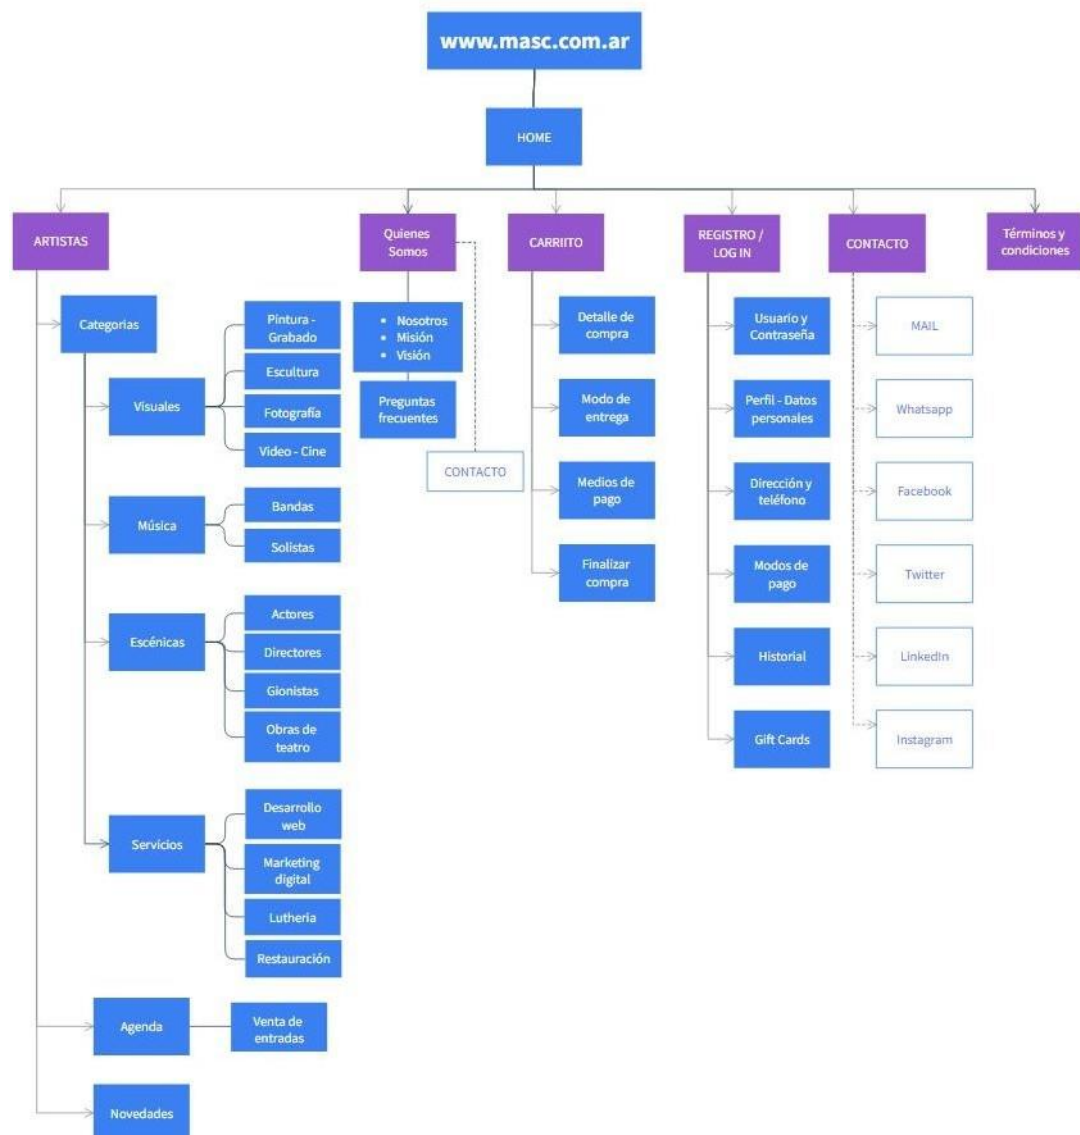 www.masc.com.ar
HOME
ARTISTAS
Quienes
Somos
CARRIITO
REGISTRO /
LOG IN
CONTACTO
Términos y
condiciones
Categorias
Visuales
Pintura -
Grabado
Escultura
Fotografía
Video - Cine
Música
Bandas
Solistas
Escénicas
Actores
Directores
Gionistas
Obras de
teatro
Servicios
Desarrollo
web
Marketing
digital
Lutheria
Restauración
Agenda
Venta de
entradas
Novedades
• Nosotros
• Misión
• Visión
Preguntas
frecuentes
CONTACTO
Detalle de
compra
Modo de
entrega
Medios de
pago
Finalizar
compra
Usuario y
Contraseña
Perfil - Datos
personales
Dirección y
teléfono
Modos de
pago
Historial
Gift Cards
MAIL
Whatsapp
Facebook
Twitter
LinkedIn
Instagram